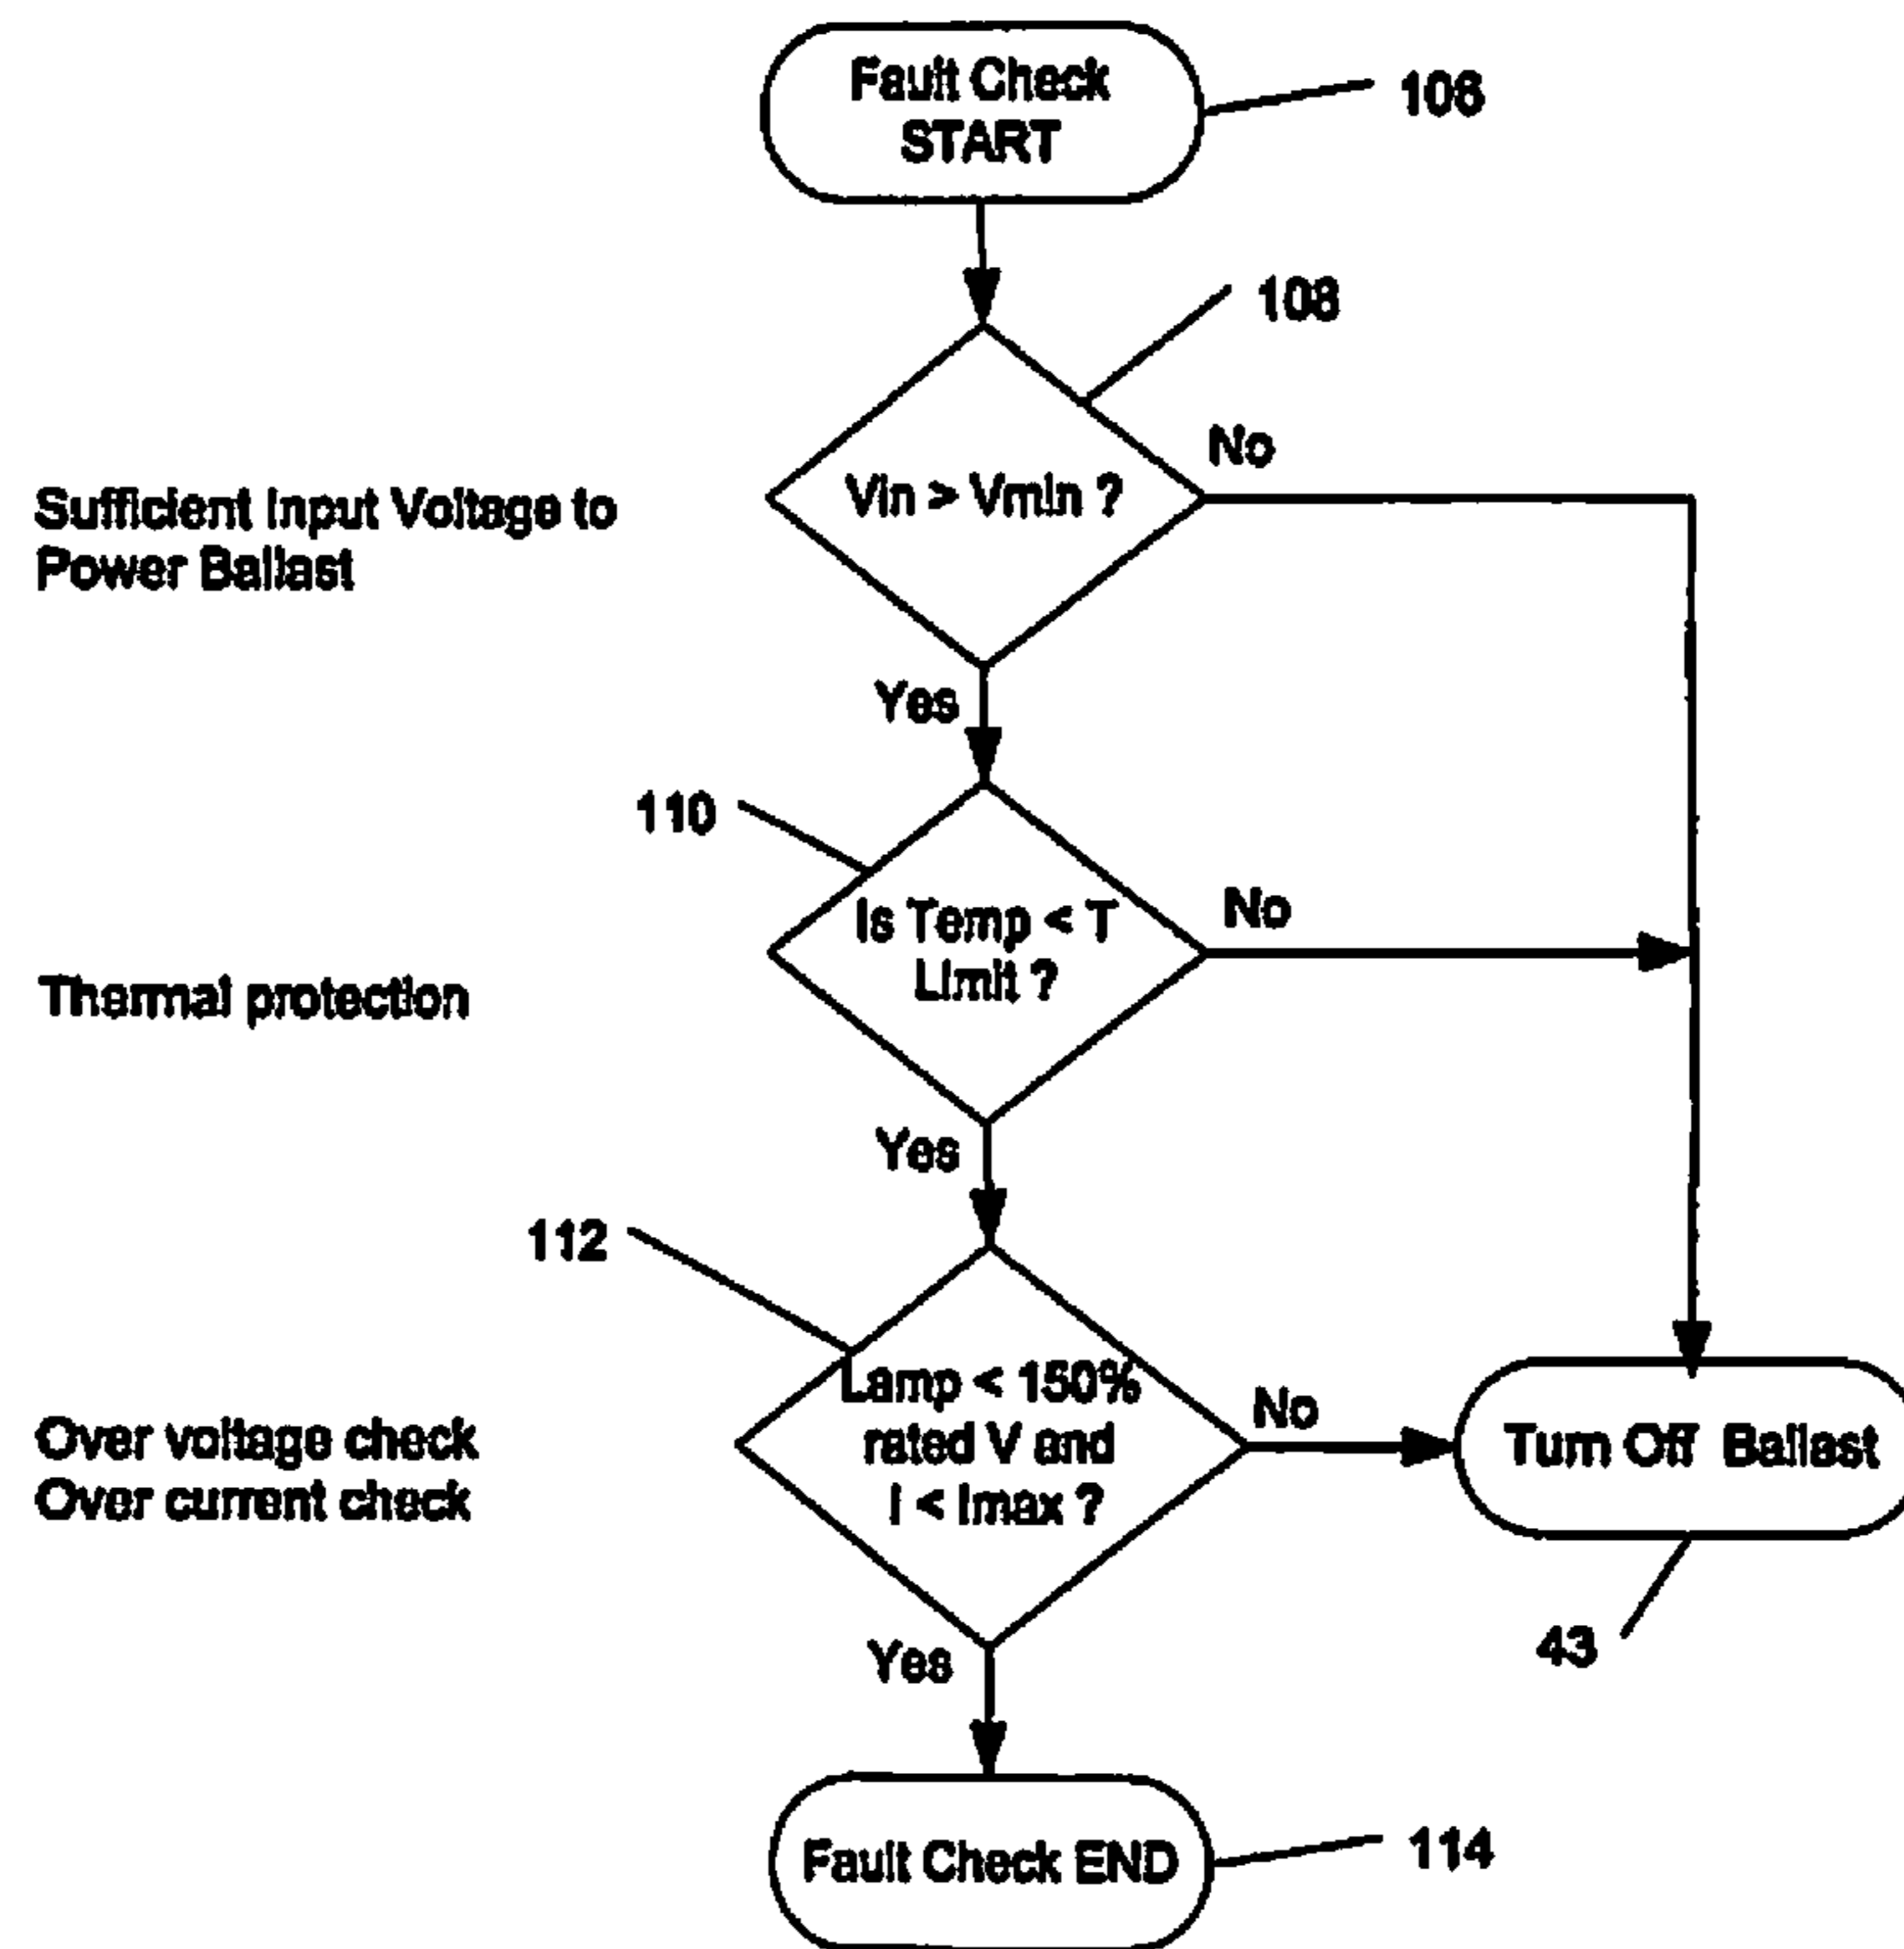 Fault Check
START
106
108
No
Vin > Vmin ?
Sufficient Input Voltage to
Power Ballast
Yes
110
No
Is Temp < T
Limit ?
Thermal protection
Yes
112
Lamp < 150%
rated V and
I < Imax ?
No
Turn Off Ballast
Over voltage check
Over current check
43
Yes
Fault Check END
114